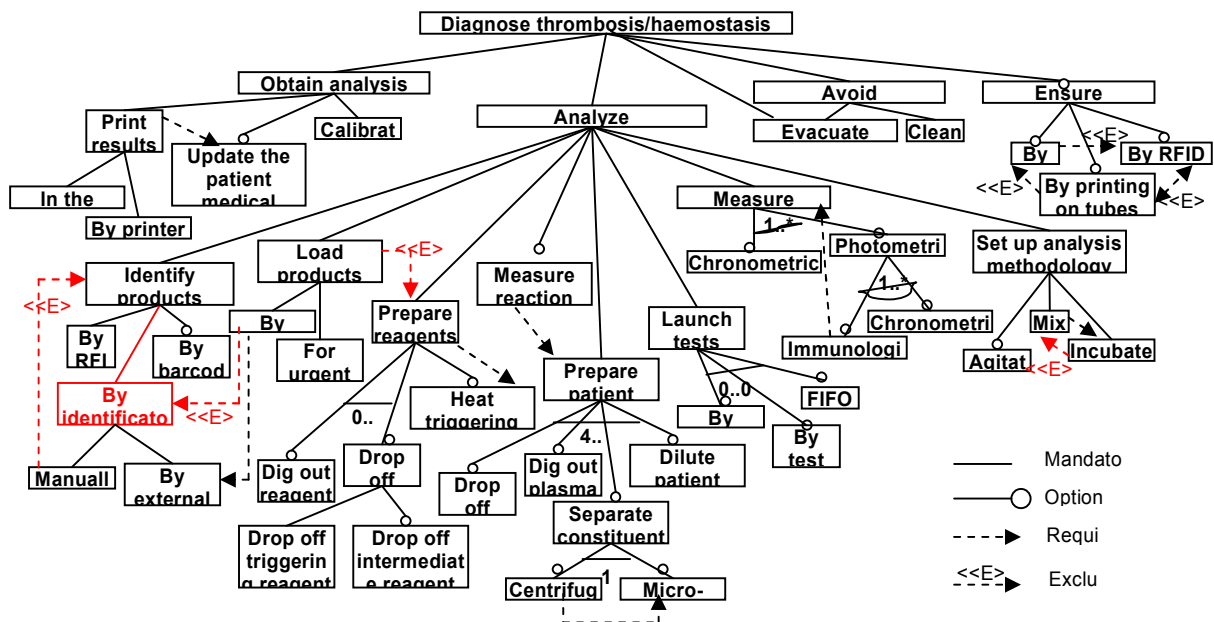 Diagnose thrombosis/haemostasis
Obtain analysis
Print
results
Update the
patient
medical
Calibrat
In the
By printer
Analyze
Avoid
Evacuate
Clean
Ensure
By
<<E>
By RFID
<<E>
By printing
on tubes
<<E>
Identify
products
<<E>
By
RFI
By
barcod
By
identificato
<<E>
Manuall
By
external
Load
products
<<E>
By
For
urgent
Prepare
reagents
0..
Heat
triggering
Dig out
reagent
Drop
off
Drop off
triggerin
g reagent
Drop off
intermediat
e reagent
Measure
reaction
Prepare
patient
4..
Drop
off
Dig out
plasma
Dilute
patient
Separate
constituent
1
Centrifug
Micro-
Launch
tests
0..0
By
By
test
FIFO
Measure
1..*
Chronometric
Photometri
1..*
Immunologi
Chronometri
Set up analysis
methodology
Agitat
Mix
Incubate
<<E>
Mandato
Option
Requi
<<E>
Exclu